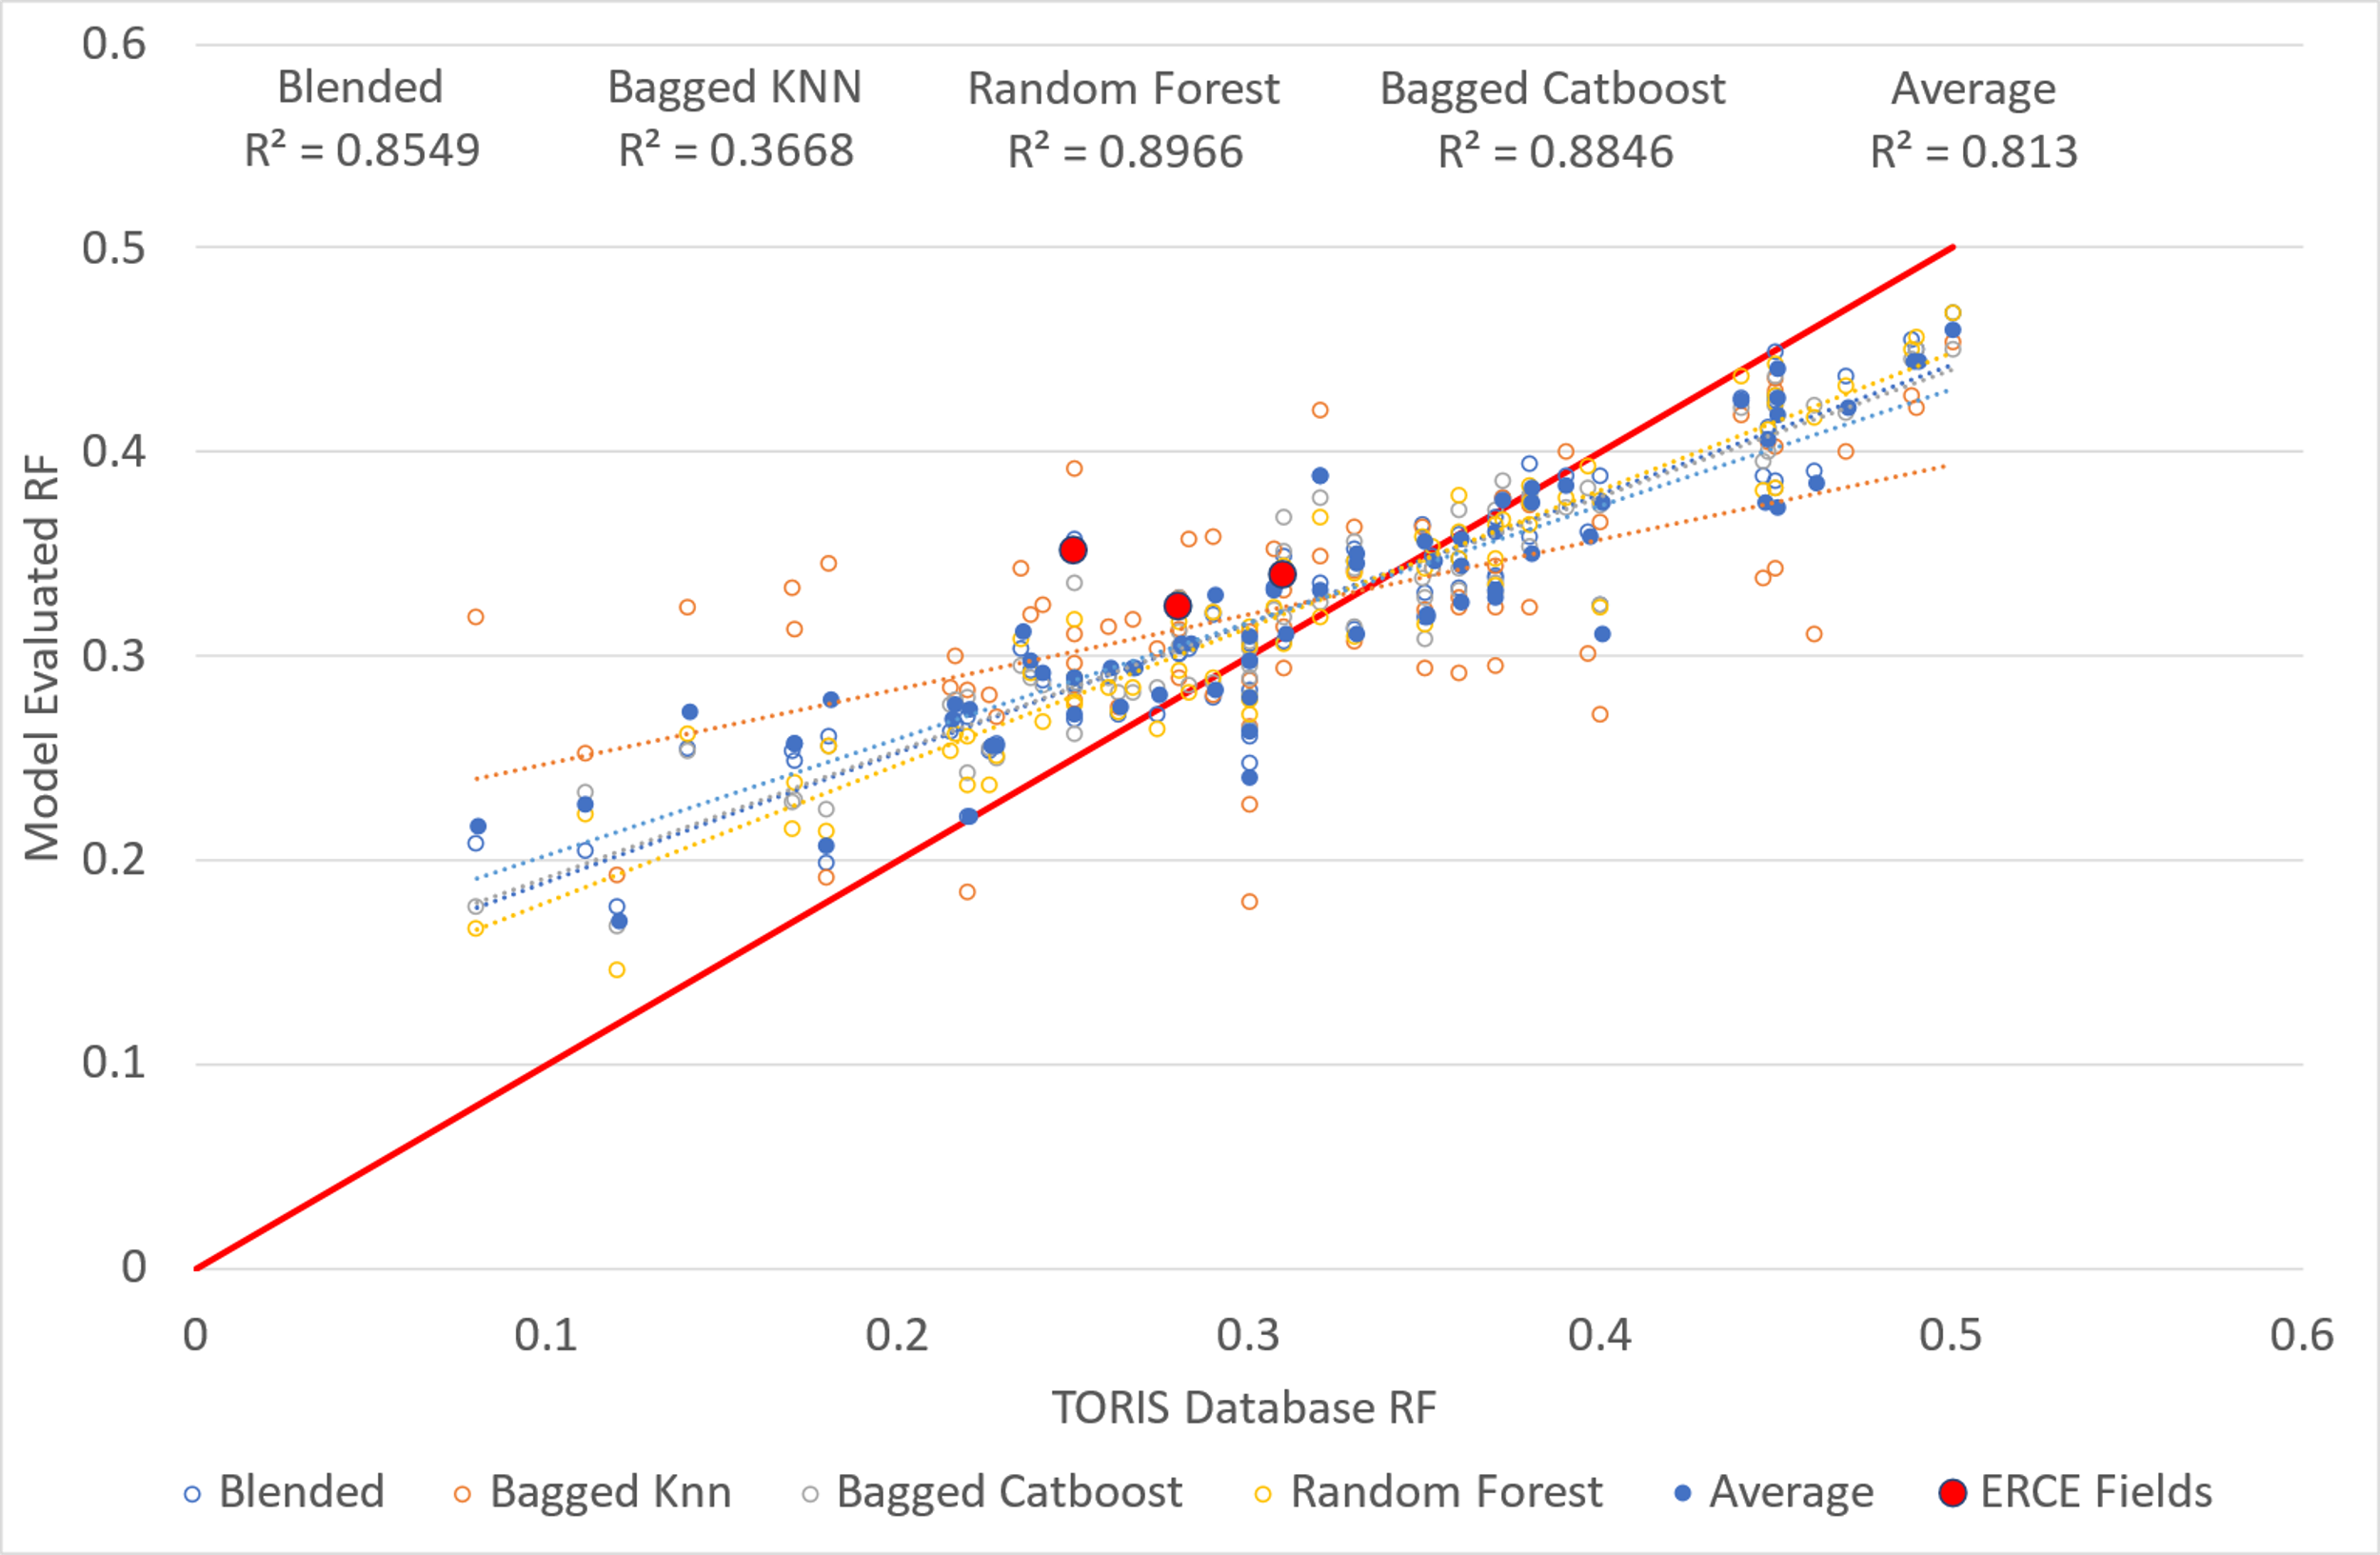 0.6
Blended Bagged KNN Random Forest Bagged Catboost Average
R² = 0.8549 R² = 0.3668 R² = 0.8966 R² = 0.8846 R² = 0.813
0.5
0.4
0.3
0.2
0.1
0
Model Evaluated RF
0 0.1 0.2 0.3 0.4 0.5 0.6
TORIS Database RF
Blended Bagged Knn Bagged Catboost Random Forest Average ERCE Fields